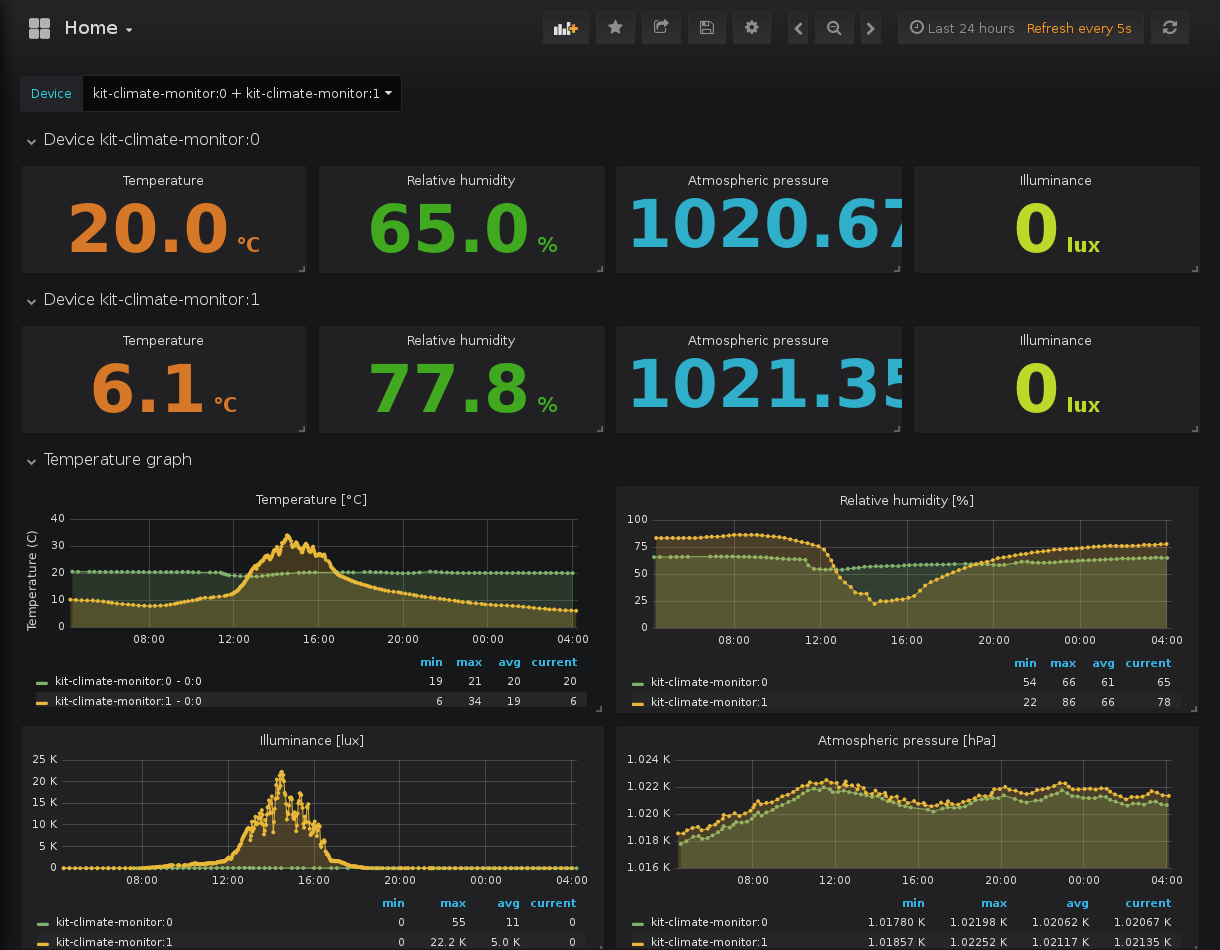 Home
Last 24 hours Refresh every 5s
Device kit-climate-monitor:0 + kit-climate-monitor:1
Device kit-climate-monitor:0
Temperature Relative humidity Atmospheric pressure Illuminance
20.0 °C 65.0 % 1020.67 0 lux
Device kit-climate-monitor:1
Temperature Relative humidity Atmospheric pressure Illuminance
6.1 °C 77.8 % 1021.35 0 lux
Temperature graph
Temperature [°C]
Temperature (C)
40
30
20
10
0
08:00 12:00 16:00 20:00 00:00 04:00
min max avg current
kit-climate-monitor:0 - 0:0 19 21 20 20
kit-climate-monitor:1 - 0:0 6 34 19 6
Relative humidity [%]
100
75
50
25
0
08:00 12:00 16:00 20:00 00:00 04:00
min max avg current
kit-climate-monitor:0 54 66 61 65
kit-climate-monitor:1 22 86 66 78
Illuminance [lux]
25 K
20 K
15 K
10 K
5 K
0
08:00 12:00 16:00 20:00 00:00 04:00
min max avg current
kit-climate-monitor:0 0 55 11 0
kit-climate-monitor:1 0 22.2 K 5.0 K 0
Atmospheric pressure [hPa]
1.024 K
1.022 K
1.020 K
1.018 K
1.016 K
08:00 12:00 16:00 20:00 00:00 04:00
min max avg current
kit-climate-monitor:0 1.01780 K 1.02198 K 1.02062 K 1.02067 K
kit-climate-monitor:1 1.01857 K 1.02252 K 1.02117 K 1.02135 K